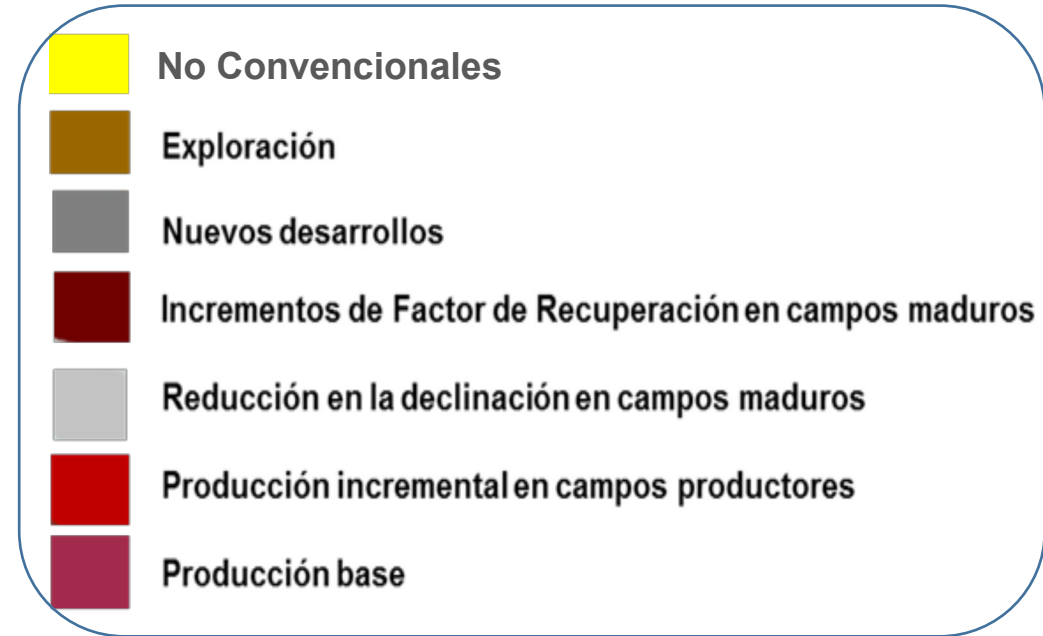 No Convencionales
Exploración
Nuevos desarrollos
Incrementos de Factor de Recuperación en campos maduros
Reducción en la declinación en campos maduros
Producción incremental en campos productores
Producción base